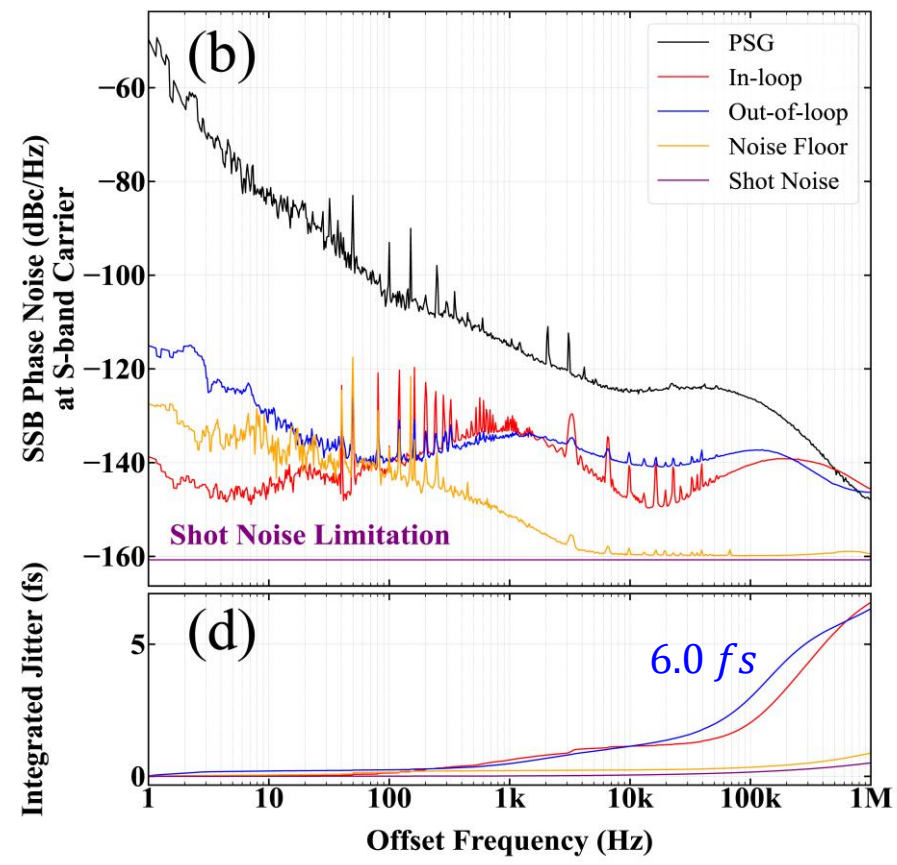 (b)
PSG
In-loop
Out-of-loop
Noise Floor
Shot Noise
−60
−80
−100
−120
−140
−160
SSB Phase Noise (dBc/Hz)
at S-band Carrier
Shot Noise Limitation
(d)
6.0 fs
5
0
Integrated Jitter (fs)
1
10
100
1k
10k
100k
1M
Offset Frequency (Hz)